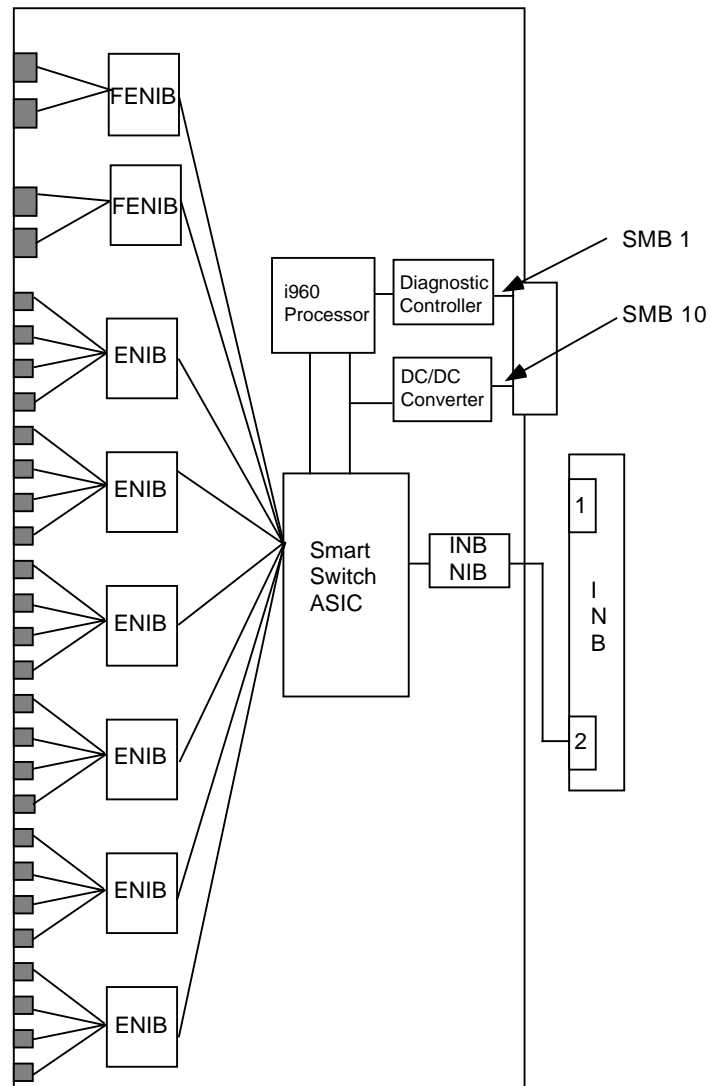 FENIB
FENIB
SMB 1
i960
Processor
Diagnostic
Controller
SMB 10
ENIB
DC/DC
Converter
ENIB
1
Smart
Switch
ASIC
INB
NIB
I
N
B
ENIB
2
ENIB
ENIB
ENIB